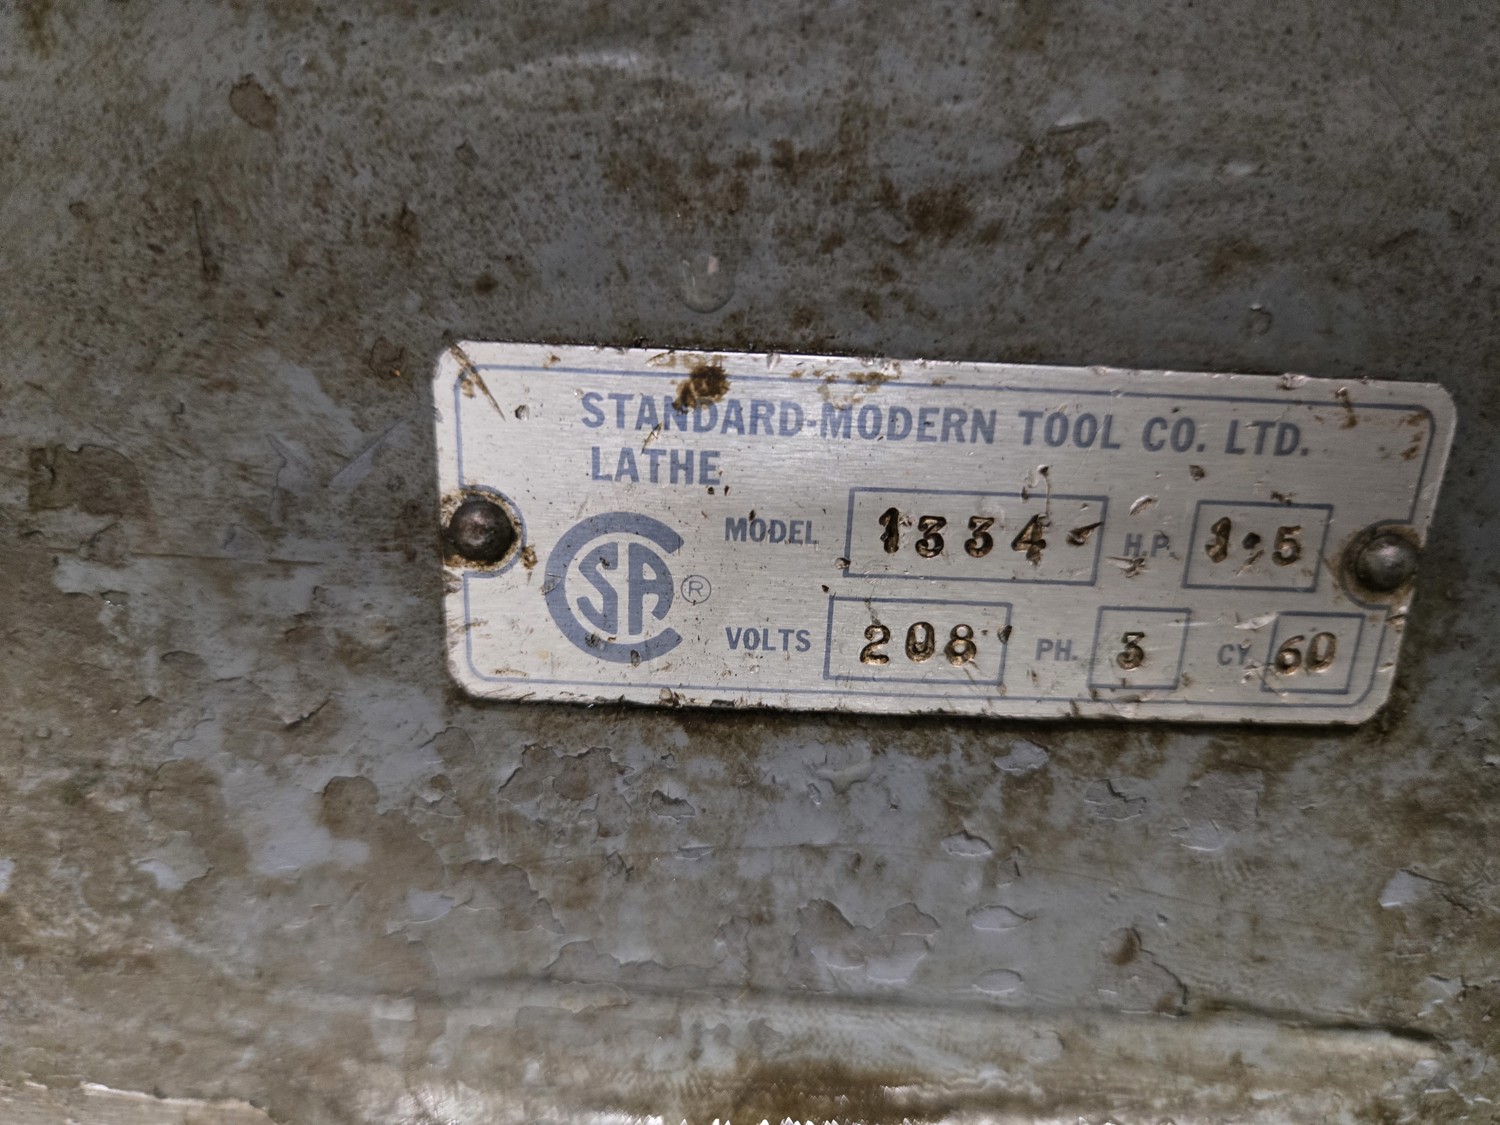 STANDARD-MODERN TOOL CO. LTD.
LATHE
MODEL 1334 H.P. 1.5
CSA ®
VOLTS 208 PH. 3 CY. 60